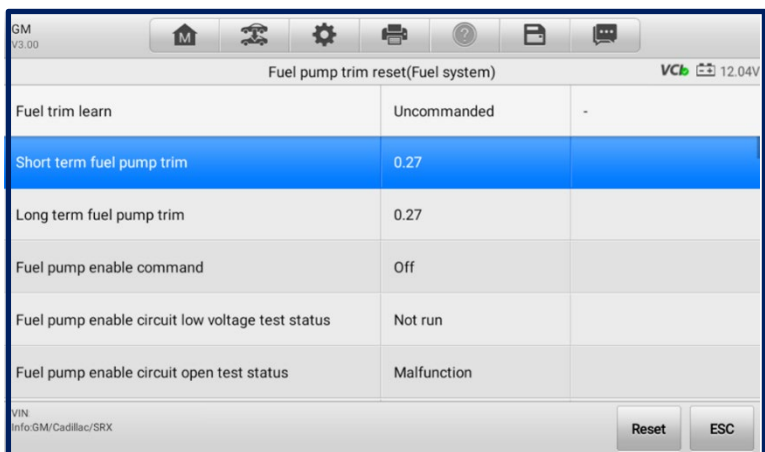 GM
V3.00
M
?
Fuel pump trim reset(Fuel system) VCI 12.04V
Fuel trim learn Uncommanded -
Short term fuel pump trim 0.27
Long term fuel pump trim 0.27
Fuel pump enable command Off
Fuel pump enable circuit low voltage test status Not run
Fuel pump enable circuit open test status Malfunction
VIN
Info:GM/Cadillac/SRX
Reset ESC